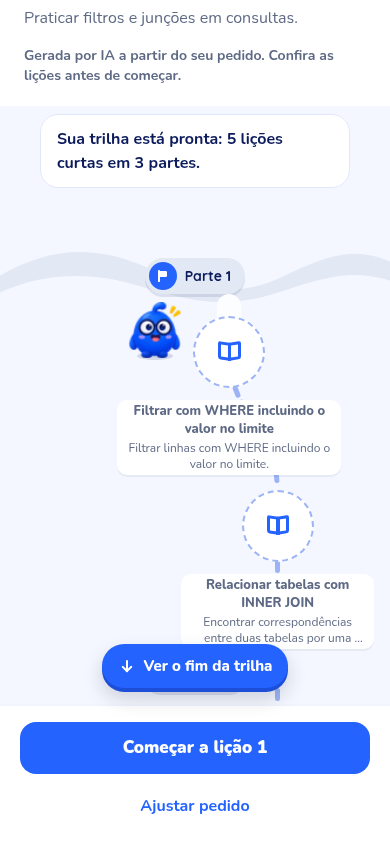 Praticar filtros e junções em consultas.
Gerada por IA a partir do seu pedido. Confira as
lições antes de começar.
Sua trilha está pronta: 5 lições
curtas em 3 partes.
Parte 1
Filtrar com WHERE incluindo o
valor no limite
Filtrar linhas com WHERE incluindo o
valor no limite.
Relacionar tabelas com
INNER JOIN
Encontrar correspondências
entre duas tabelas por uma ...
Ver o fim da trilha
Começar a lição 1
Ajustar pedido